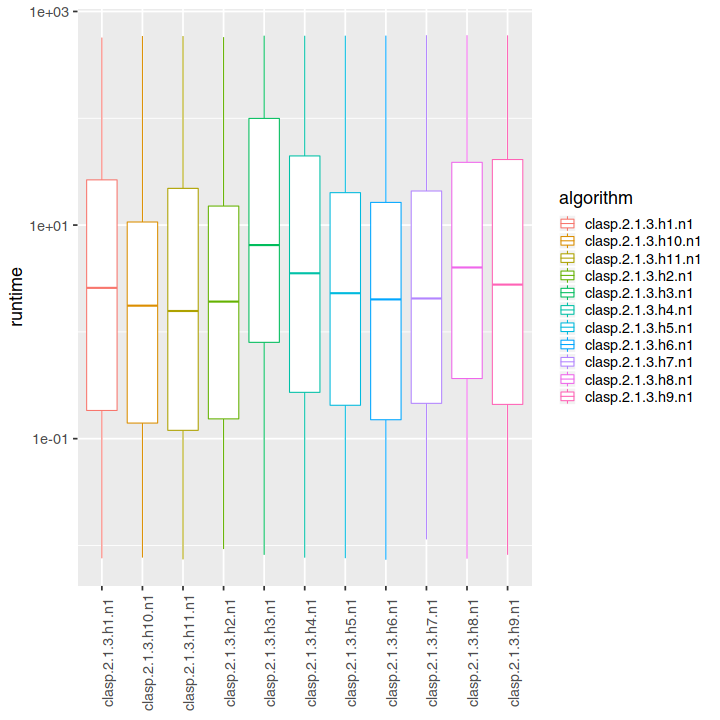 1e+03
1e+01
1e-01
runtime
clasp.2.1.3.h1.n1
clasp.2.1.3.h10.n1
clasp.2.1.3.h11.n1
clasp.2.1.3.h2.n1
clasp.2.1.3.h3.n1
clasp.2.1.3.h4.n1
clasp.2.1.3.h5.n1
clasp.2.1.3.h6.n1
clasp.2.1.3.h7.n1
clasp.2.1.3.h8.n1
clasp.2.1.3.h9.n1
algorithm
clasp.2.1.3.h1.n1
clasp.2.1.3.h10.n1
clasp.2.1.3.h11.n1
clasp.2.1.3.h2.n1
clasp.2.1.3.h3.n1
clasp.2.1.3.h4.n1
clasp.2.1.3.h5.n1
clasp.2.1.3.h6.n1
clasp.2.1.3.h7.n1
clasp.2.1.3.h8.n1
clasp.2.1.3.h9.n1